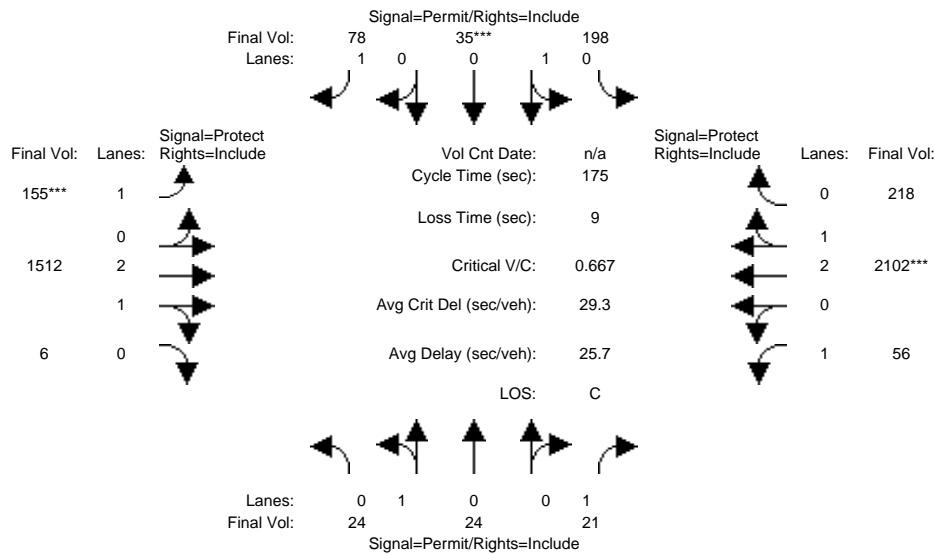 Signal=Permit/Rights=Include
Final Vol: 78 35*** 198
Lanes: 1 0 0 1 0
Signal=Protect Signal=Protect
Final Vol: Lanes: Rights=Include Vol Cnt Date: n/a Rights=Include Lanes: Final Vol:
Cycle Time (sec): 175
155*** 1 0 218
Loss Time (sec): 9
0 1
1512 2 Critical V/C: 0.667 2 2102***
1 Avg Crit Del (sec/veh): 29.3 0
6 0 Avg Delay (sec/veh): 25.7 1 56
LOS: C
Lanes: 0 1 0 0 1
Final Vol: 24 24 21
Signal=Permit/Rights=Include